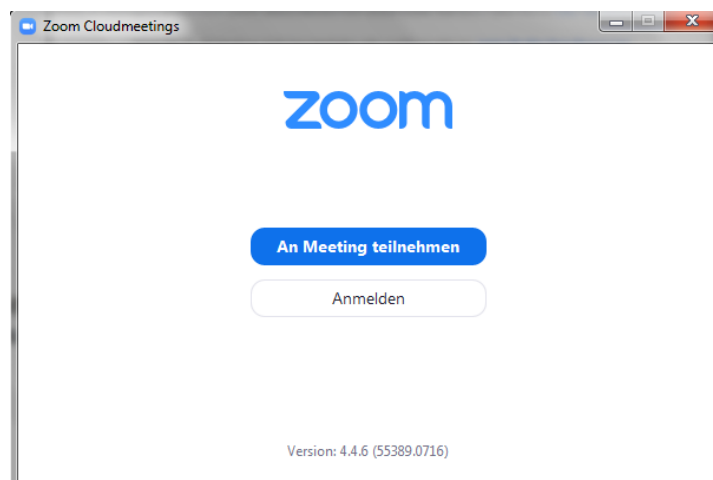 Zoom Cloudmeetings
zoom
An Meeting teilnehmen
Anmelden
Version: 4.4.6 (55389.0716)